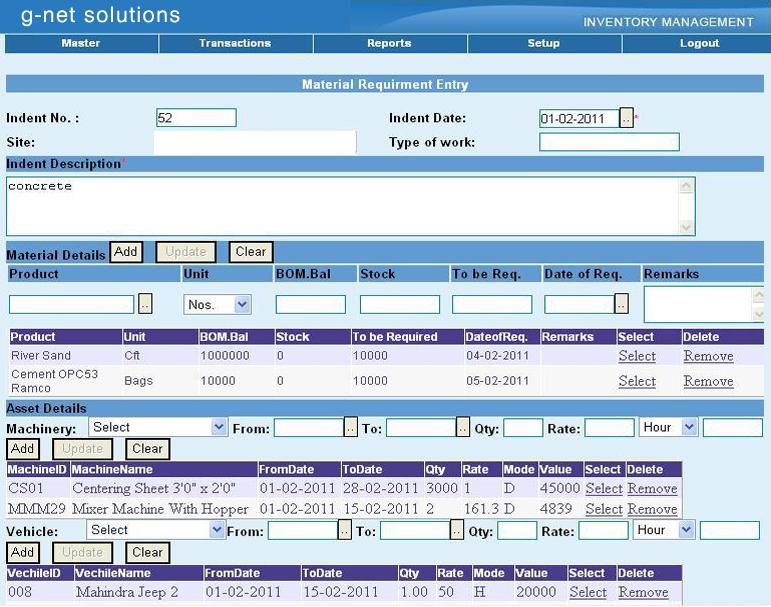 g-net solutions
INVENTORY MANAGEMENT
Master Transactions Reports Setup Logout
Material Requirment Entry
Indent No. : 52 Indent Date: 01-02-2011 .. *
Site: Type of work:
Indent Description*
concrete
Material Details Add Update Clear
Product Unit BOM.Bal Stock To be Req. Date of Req. Remarks
.. Nos. ..
Product Unit BOM.Bal Stock To be Required DateofReq. Remarks Select Delete
River Sand Cft 1000000 0 10000 04-02-2011 Select Remove
Cement OPC53 Ramco Bags 10000 0 10000 05-02-2011 Select Remove
Asset Details
Machinery: Select From: .. To: .. Qty: Rate: Hour
Add Update Clear
MachineID MachineName FromDate ToDate Qty Rate Mode Value Select Delete
CS01 Centering Sheet 3'0" x 2'0" 01-02-2011 28-02-2011 3000 1 D 45000 Select Remove
MMM29 Mixer Machine With Hopper 01-02-2011 15-02-2011 2 161.3 D 4839 Select Remove
Vehicle: Select From: .. To: .. Qty: Rate: Hour
Add Update Clear
VechileID VechileName FromDate ToDate Qty Rate Mode Value Select Delete
008 Mahindra Jeep 2 01-02-2011 15-02-2011 1.00 50 H 20000 Select Remove